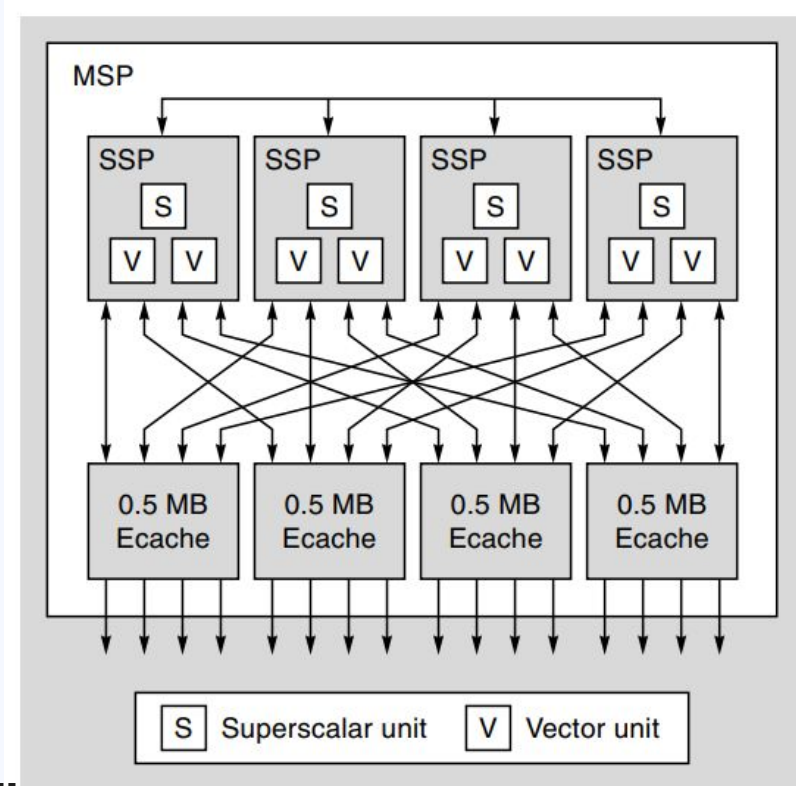 MSP
SSP SSP SSP SSP
S S S S
V V V V V V V V
0.5 MB 0.5 MB 0.5 MB 0.5 MB
Ecache Ecache Ecache Ecache
S Superscalar unit V Vector unit